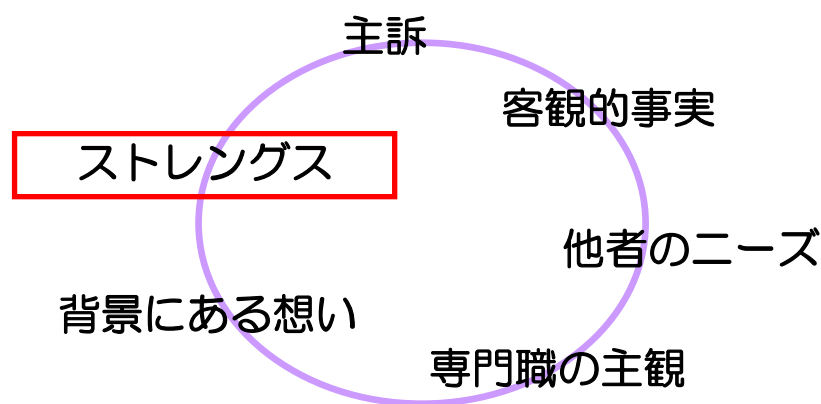 主訴
客観的事実
ストレングス
他者のニーズ
背景にある想い
専門職の主観